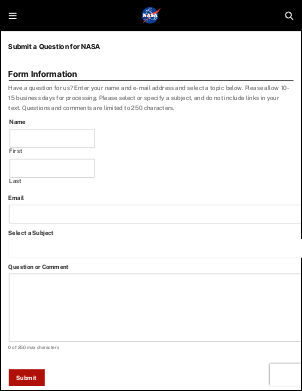 NASA
Submit a Question for NASA
Form Information
Have a question for us? Enter your name and e-mail address and select a topic below. Please allow 10-
15 business days for processing. Please select or specify a subject, and do not include links in your
text. Questions and comments are limited to 250 characters.
Name
First
Last
Email
Select a Subject
Question or Comment
0 of 250 max characters
Submit